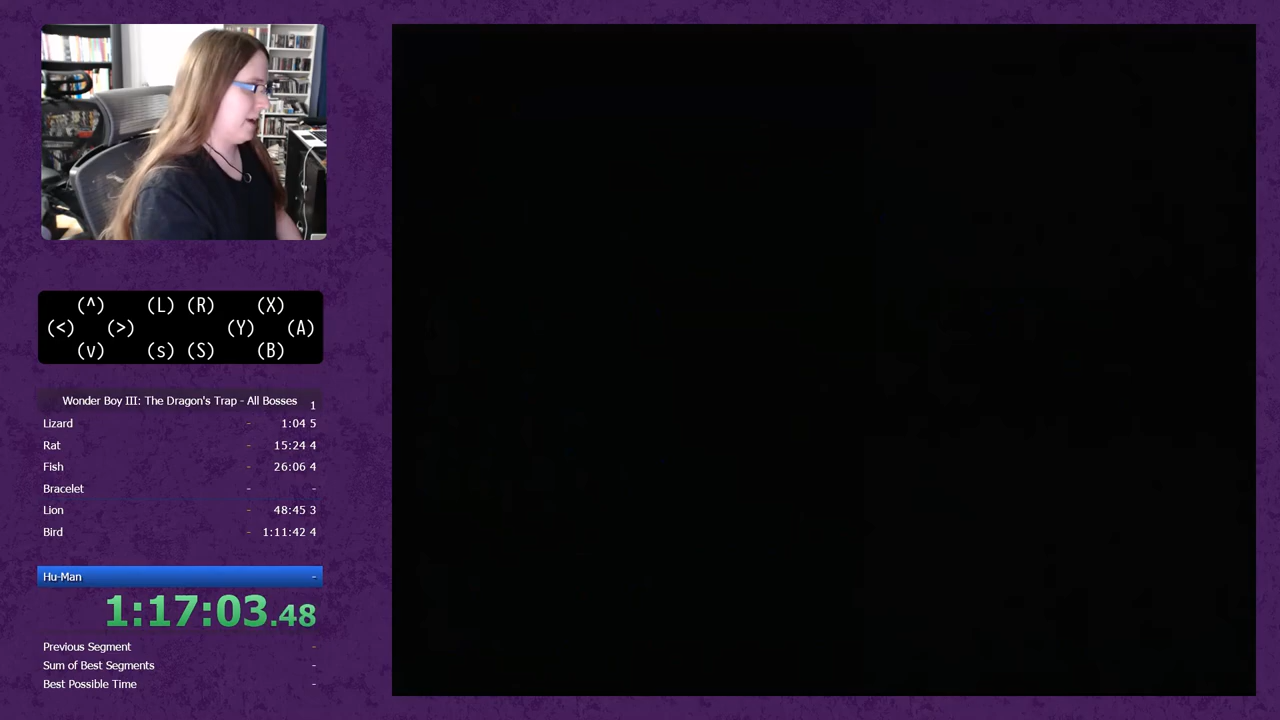 (^) (L) (R) (X)
(<) (>) (Y) (A)
(v) (s) (S) (B)
Wonder Boy III: The Dragon's Trap - All Bosses 1
Lizard - 1:04 5
Rat - 15:24 4
Fish - 26:06 4
Bracelet - -
Lion - 48:45 3
Bird - 1:11:42 4
Hu-Man -
1:17:03.48
Previous Segment -
Sum of Best Segments -
Best Possible Time -